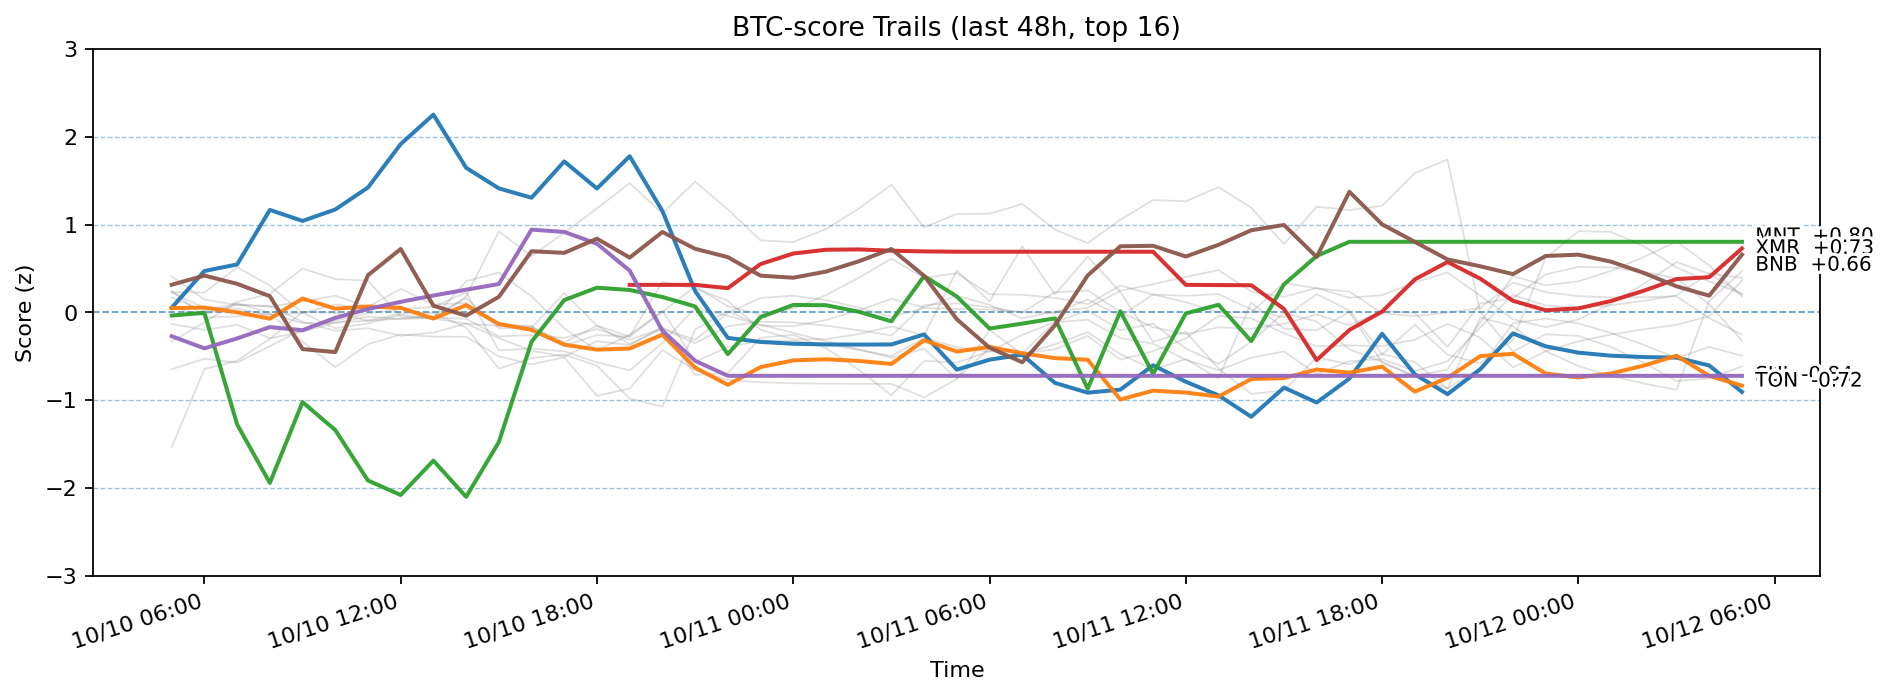 BTC-score Trails (last 48h, top 16)
Score (z)
3
2
1
0
−1
−2
−3
MNT +0.80
XMR +0.73
BNB +0.66
TON -0.72
10/10 06:00
10/10 12:00
10/10 18:00
10/11 00:00
10/11 06:00
10/11 12:00
10/11 18:00
10/12 00:00
10/12 06:00
Time